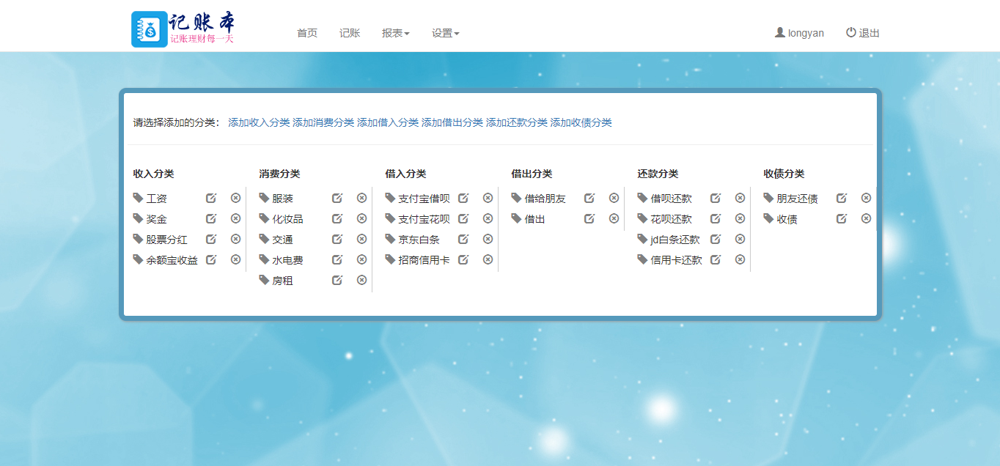 记账本
记账理财每一天
首页 记账 报表 设置 longyan 退出
请选择添加的分类： 添加收入分类 添加消费分类 添加借入分类 添加借出分类 添加还款分类 添加收债分类
收入分类 消费分类 借入分类 借出分类 还款分类 收债分类
工资 服装 支付宝借呗 借给朋友 借呗还款 朋友还债
奖金 化妆品 支付宝花呗 借出 花呗还款 收债
股票分红 交通 京东白条 jd白条还款
余额宝收益 水电费 招商信用卡 信用卡还款
房租